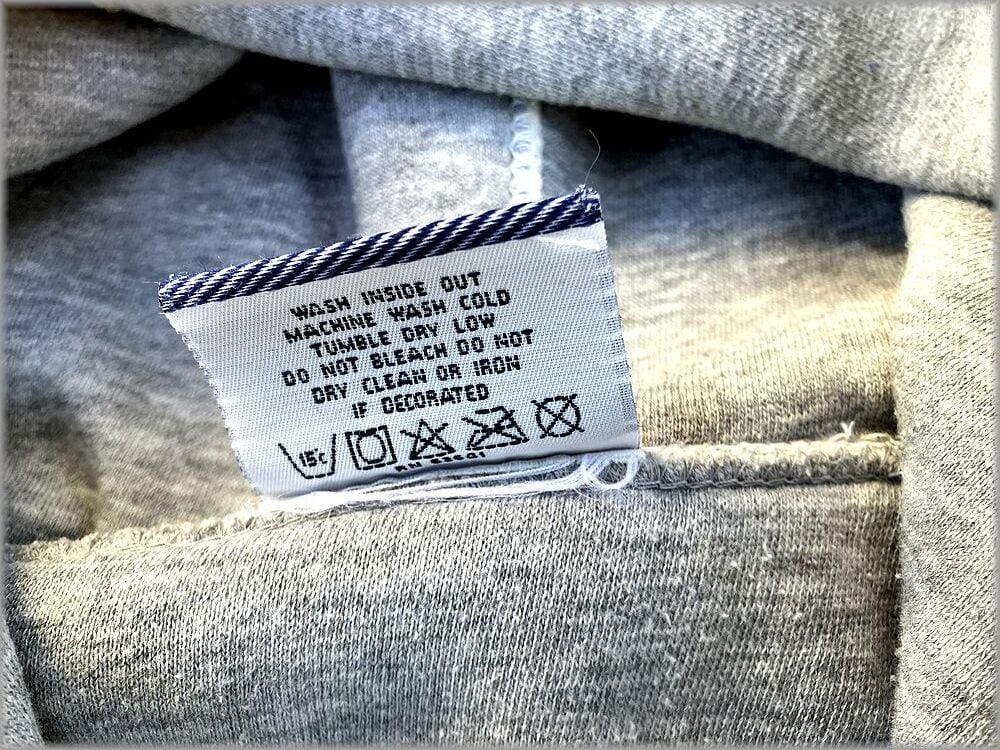 WASH INSIDE OUT
MACHINE WASH COLD
TUMBLE DRY LOW
DO NOT BLEACH DO NOT
DRY CLEAN OR IRON
IF DECORATED
15c
RN